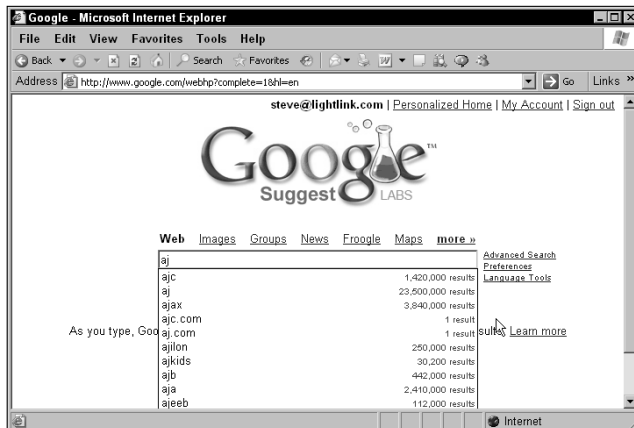 Google - Microsoft Internet Explorer
File Edit View Favorites Tools Help
Back Search Favorites
Address http://www.google.com/webhp?complete=1&hl=en Go Links »
steve@lightlink.com | Personalized Home | My Account | Sign out
Google™
Suggest LABS
Web Images Groups News Froogle Maps more »
aj
Advanced Search
Preferences
Language Tools
ajc 1,420,000 results
aj 23,500,000 results
ajax 3,840,000 results
ajc.com 1 result
As you type, Goo aj.com 1 result sults. Learn more
ajilon 250,000 results
ajkids 30,200 results
ajb 442,000 results
aja 2,410,000 results
ajeeb 112,000 results
Internet